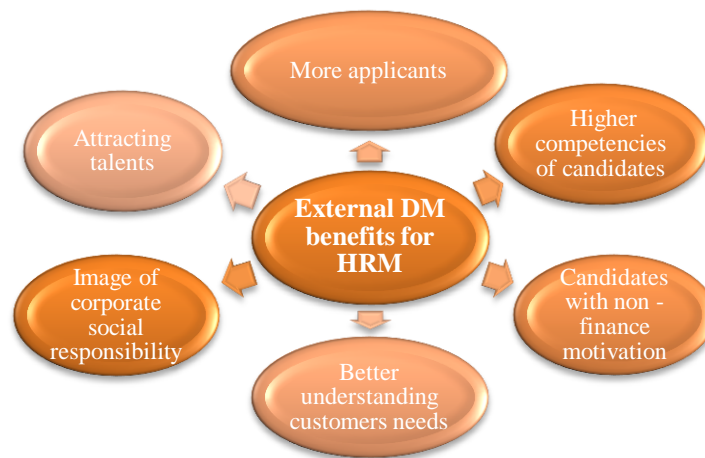 More applicants
Attracting
talents
Higher
competencies
of candidates
External DM
benefits for
HRM
Image of
corporate
social
responsibility
Candidates
with non -
finance
motivation
Better
understanding
customers needs